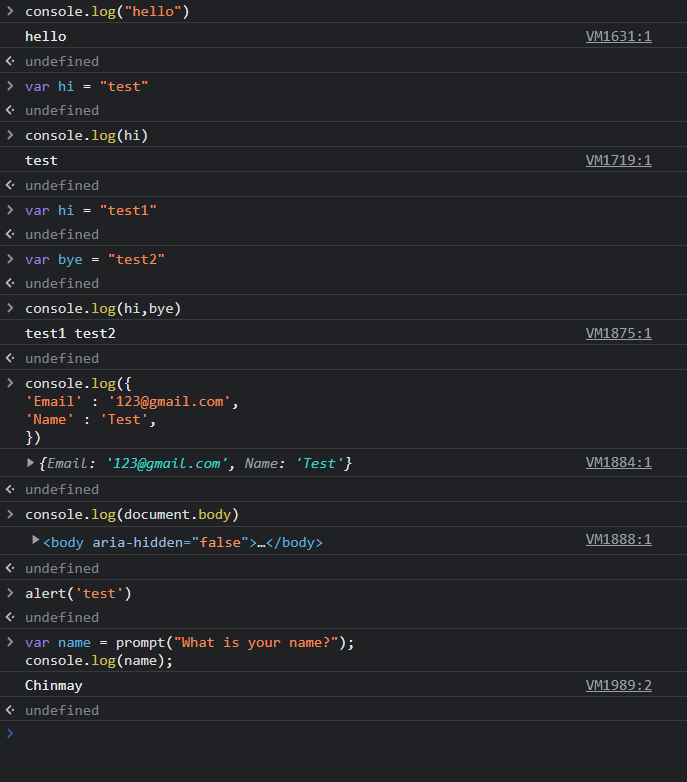 console.log("hello")
hello VM1631:1
undefined
var hi = "test"
undefined
console.log(hi)
test VM1719:1
undefined
var hi = "test1"
undefined
var bye = "test2"
undefined
console.log(hi,bye)
test1 test2 VM1875:1
undefined
console.log({
'Email' : '123@gmail.com',
'Name' : 'Test',
})
{Email: '123@gmail.com', Name: 'Test'} VM1884:1
undefined
console.log(document.body)
<body aria-hidden="false">…</body> VM1888:1
undefined
alert('test')
undefined
var name = prompt("What is your name?");
console.log(name);
Chinmay VM1989:2
undefined